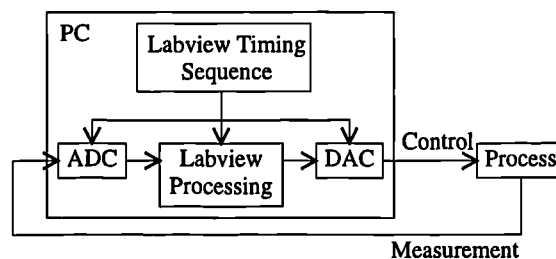 PC
Labview Timing
Sequence
ADC
Labview
Processing
DAC
Control
Process
Measurement